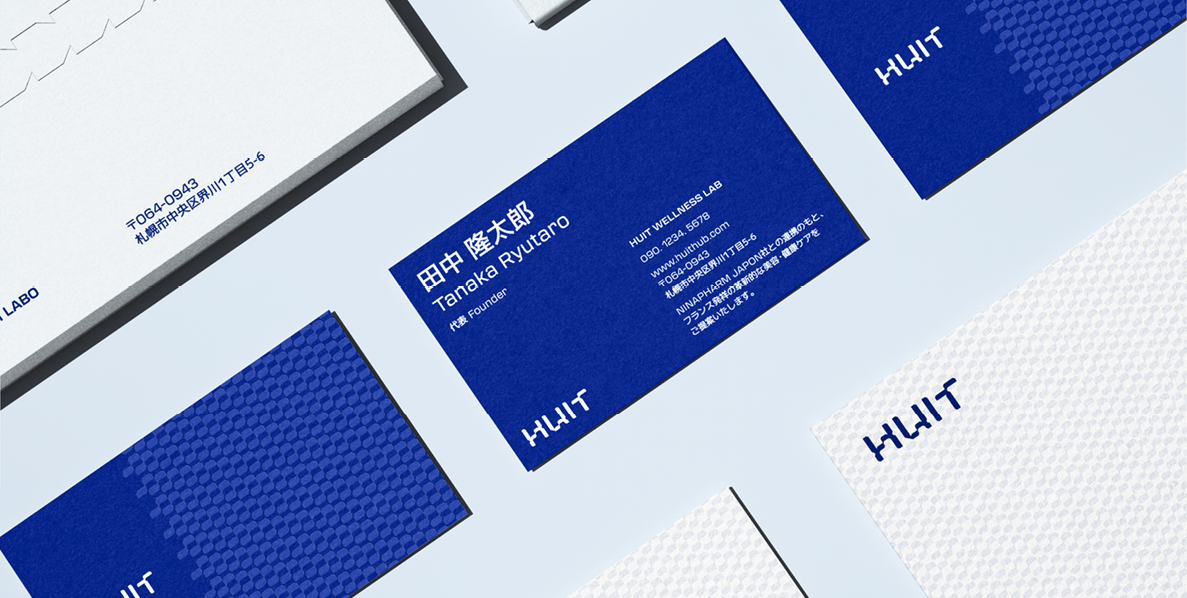 〒064-0943
札幌市中央区界川1丁目5-6
LABO
HUIT
田中 隆太郎
Tanaka Ryutaro
代表 Founder
HUIT WELLNESS LAB
090. 1234. 5678
www.huithub.com
〒064-0943
札幌市中央区界川1丁目5-6
NINAPHARM JAPON社との連携のもと、
フランス発祥の革新的な美容・健康ケアを
ご提案いたします。
HUIT
HUIT